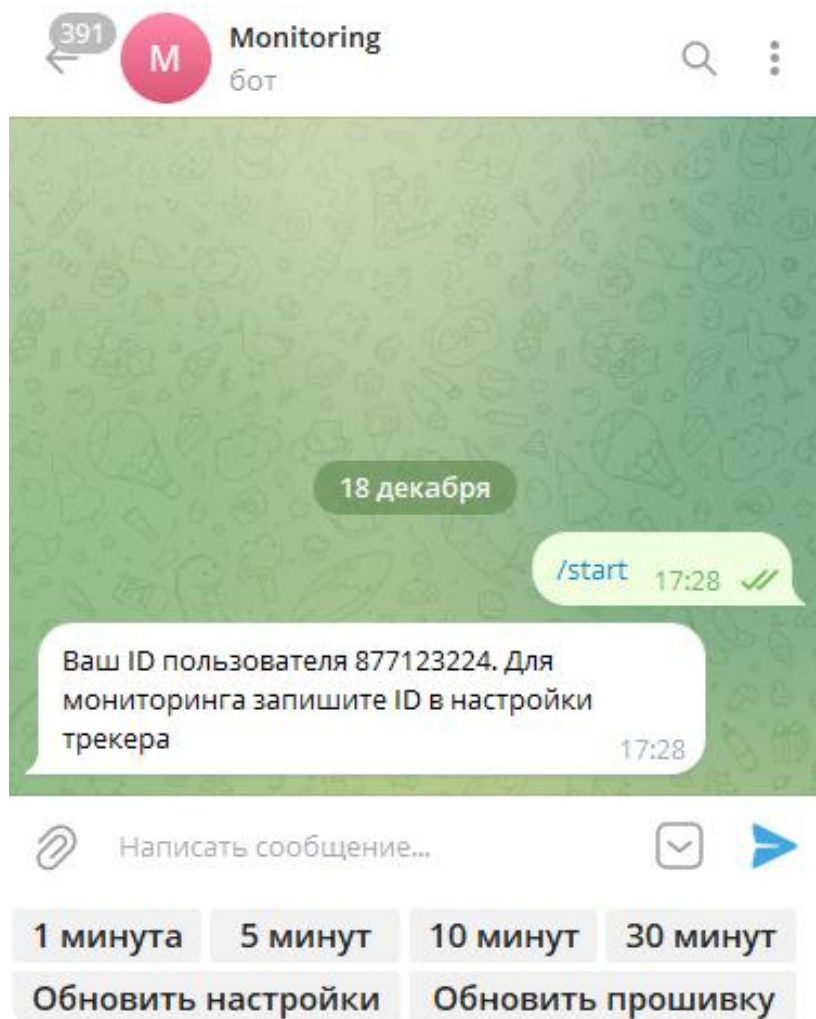 391
M
Monitoring
бот
18 декабря
/start 17:28
Ваш ID пользователя 877123224. Для
мониторинга запишите ID в настройки
трекера
17:28
Написать сообщение...
1 минута 5 минут 10 минут 30 минут
Обновить настройки Обновить прошивку